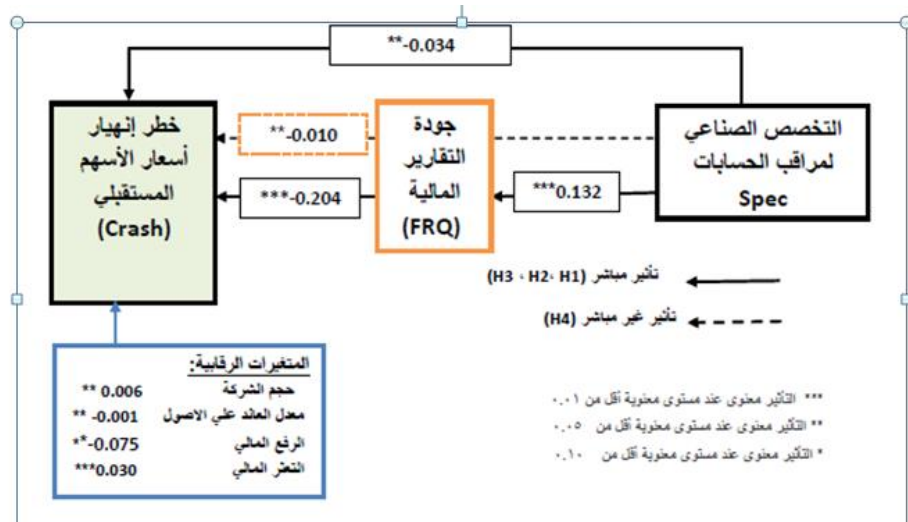 **-0.034
التخصص الصناعي
لمراقب الحسابات
Spec
جودة
التقارير
المالية
(FRQ)
خطر إنهيار
أسعار الأسهم
المستقبلي
(Crash)
**-0.010
***0.132
***-0.204
تأثير مباشر (H3 ، H2، H1)
تأثير غير مباشر (H4)
المتغيرات الرقابية:
حجم الشركة 0.006 **
معدل العائد علي الاصول -0.001 **
الرفع المالي -0.075**
التعثر المالي 0.030***
*** التأثير معنوى عند مستوى معنوية أقل من ٠.٠١
** التأثير معنوى عند مستوى معنوية أقل من ٠.٠٥
* التأثير معنوى عند مستوى معنوية أقل من ٠.١٠